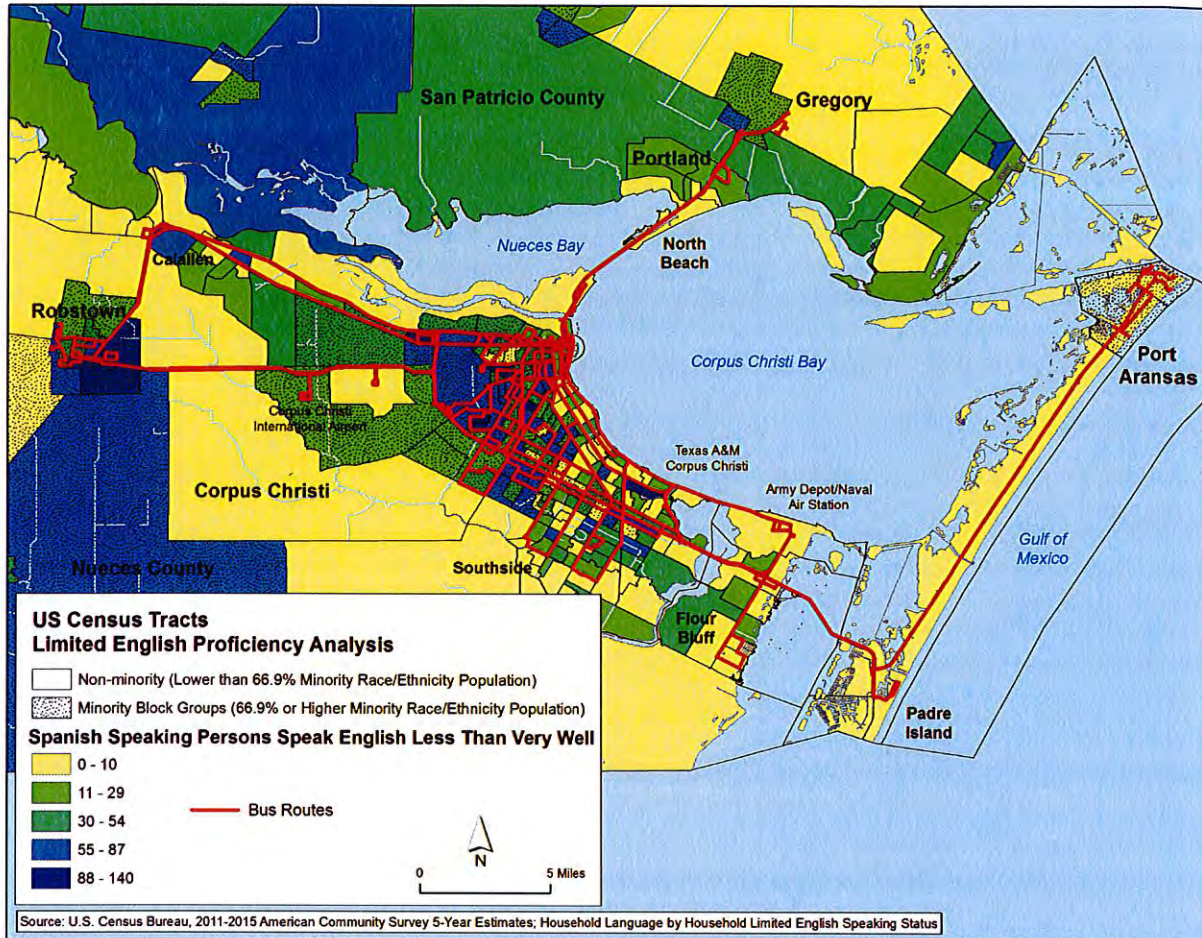 San Patricio County
Gregory
Portland
Nueces Bay
North
Beach
Calallen
Robstown
Corpus Christi Bay
Port
Aransas
Corpus Christi
International Airport
Texas A&M
Corpus Christi
Army Depot/Naval
Air Station
Corpus Christi
Gulf of
Mexico
Southside
Nueces County
Flour
Bluff
Padre
Island
US Census Tracts
Limited English Proficiency Analysis
Non-minority (Lower than 66.9% Minority Race/Ethnicity Population)
Minority Block Groups (66.9% or Higher Minority Race/Ethnicity Population)
Spanish Speaking Persons Speak English Less Than Very Well
0 - 10
11 - 29
30 - 54
55 - 87
88 - 140
Bus Routes
N
0 5 Miles
Source: U.S. Census Bureau, 2011-2015 American Community Survey 5-Year Estimates; Household Language by Household Limited English Speaking Status